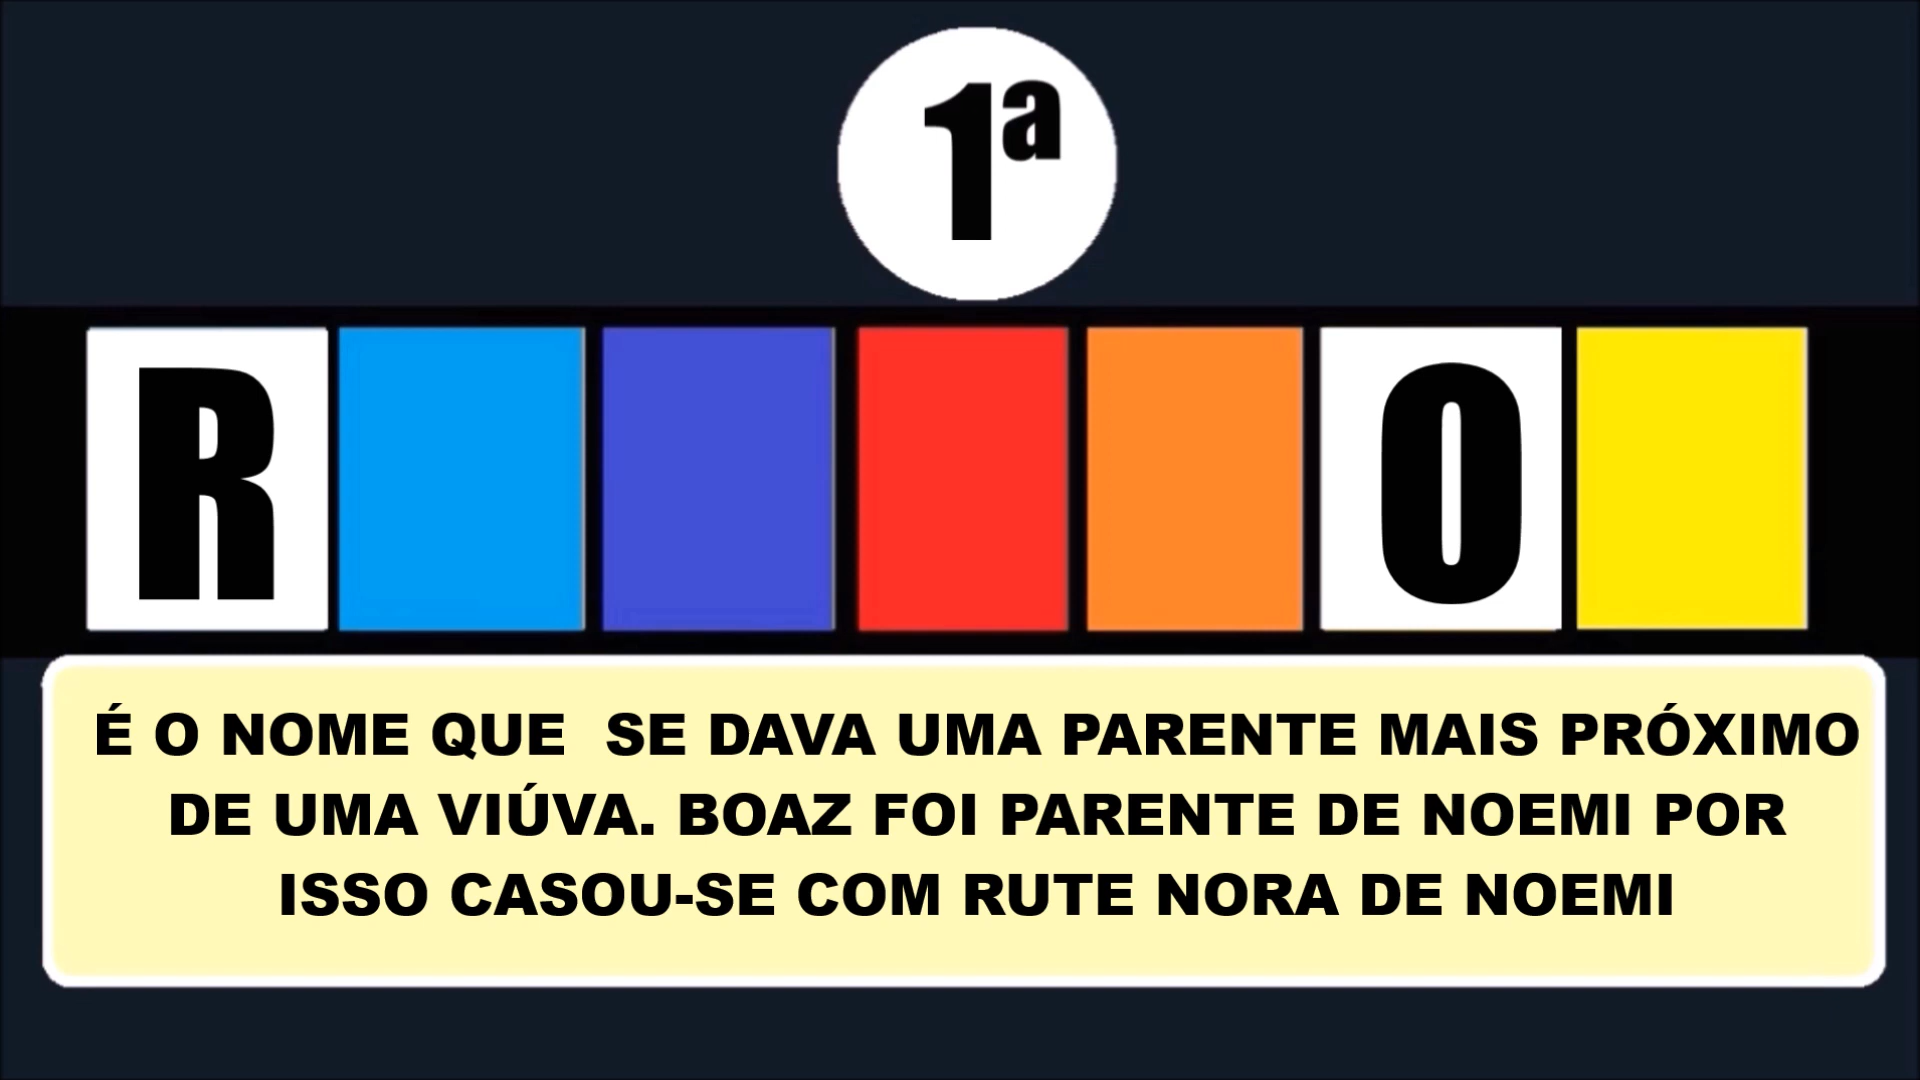 1ª
R O
É O NOME QUE SE DAVA UMA PARENTE MAIS PRÓXIMO
DE UMA VIÚVA. BOAZ FOI PARENTE DE NOEMI POR
ISSO CASOU-SE COM RUTE NORA DE NOEMI